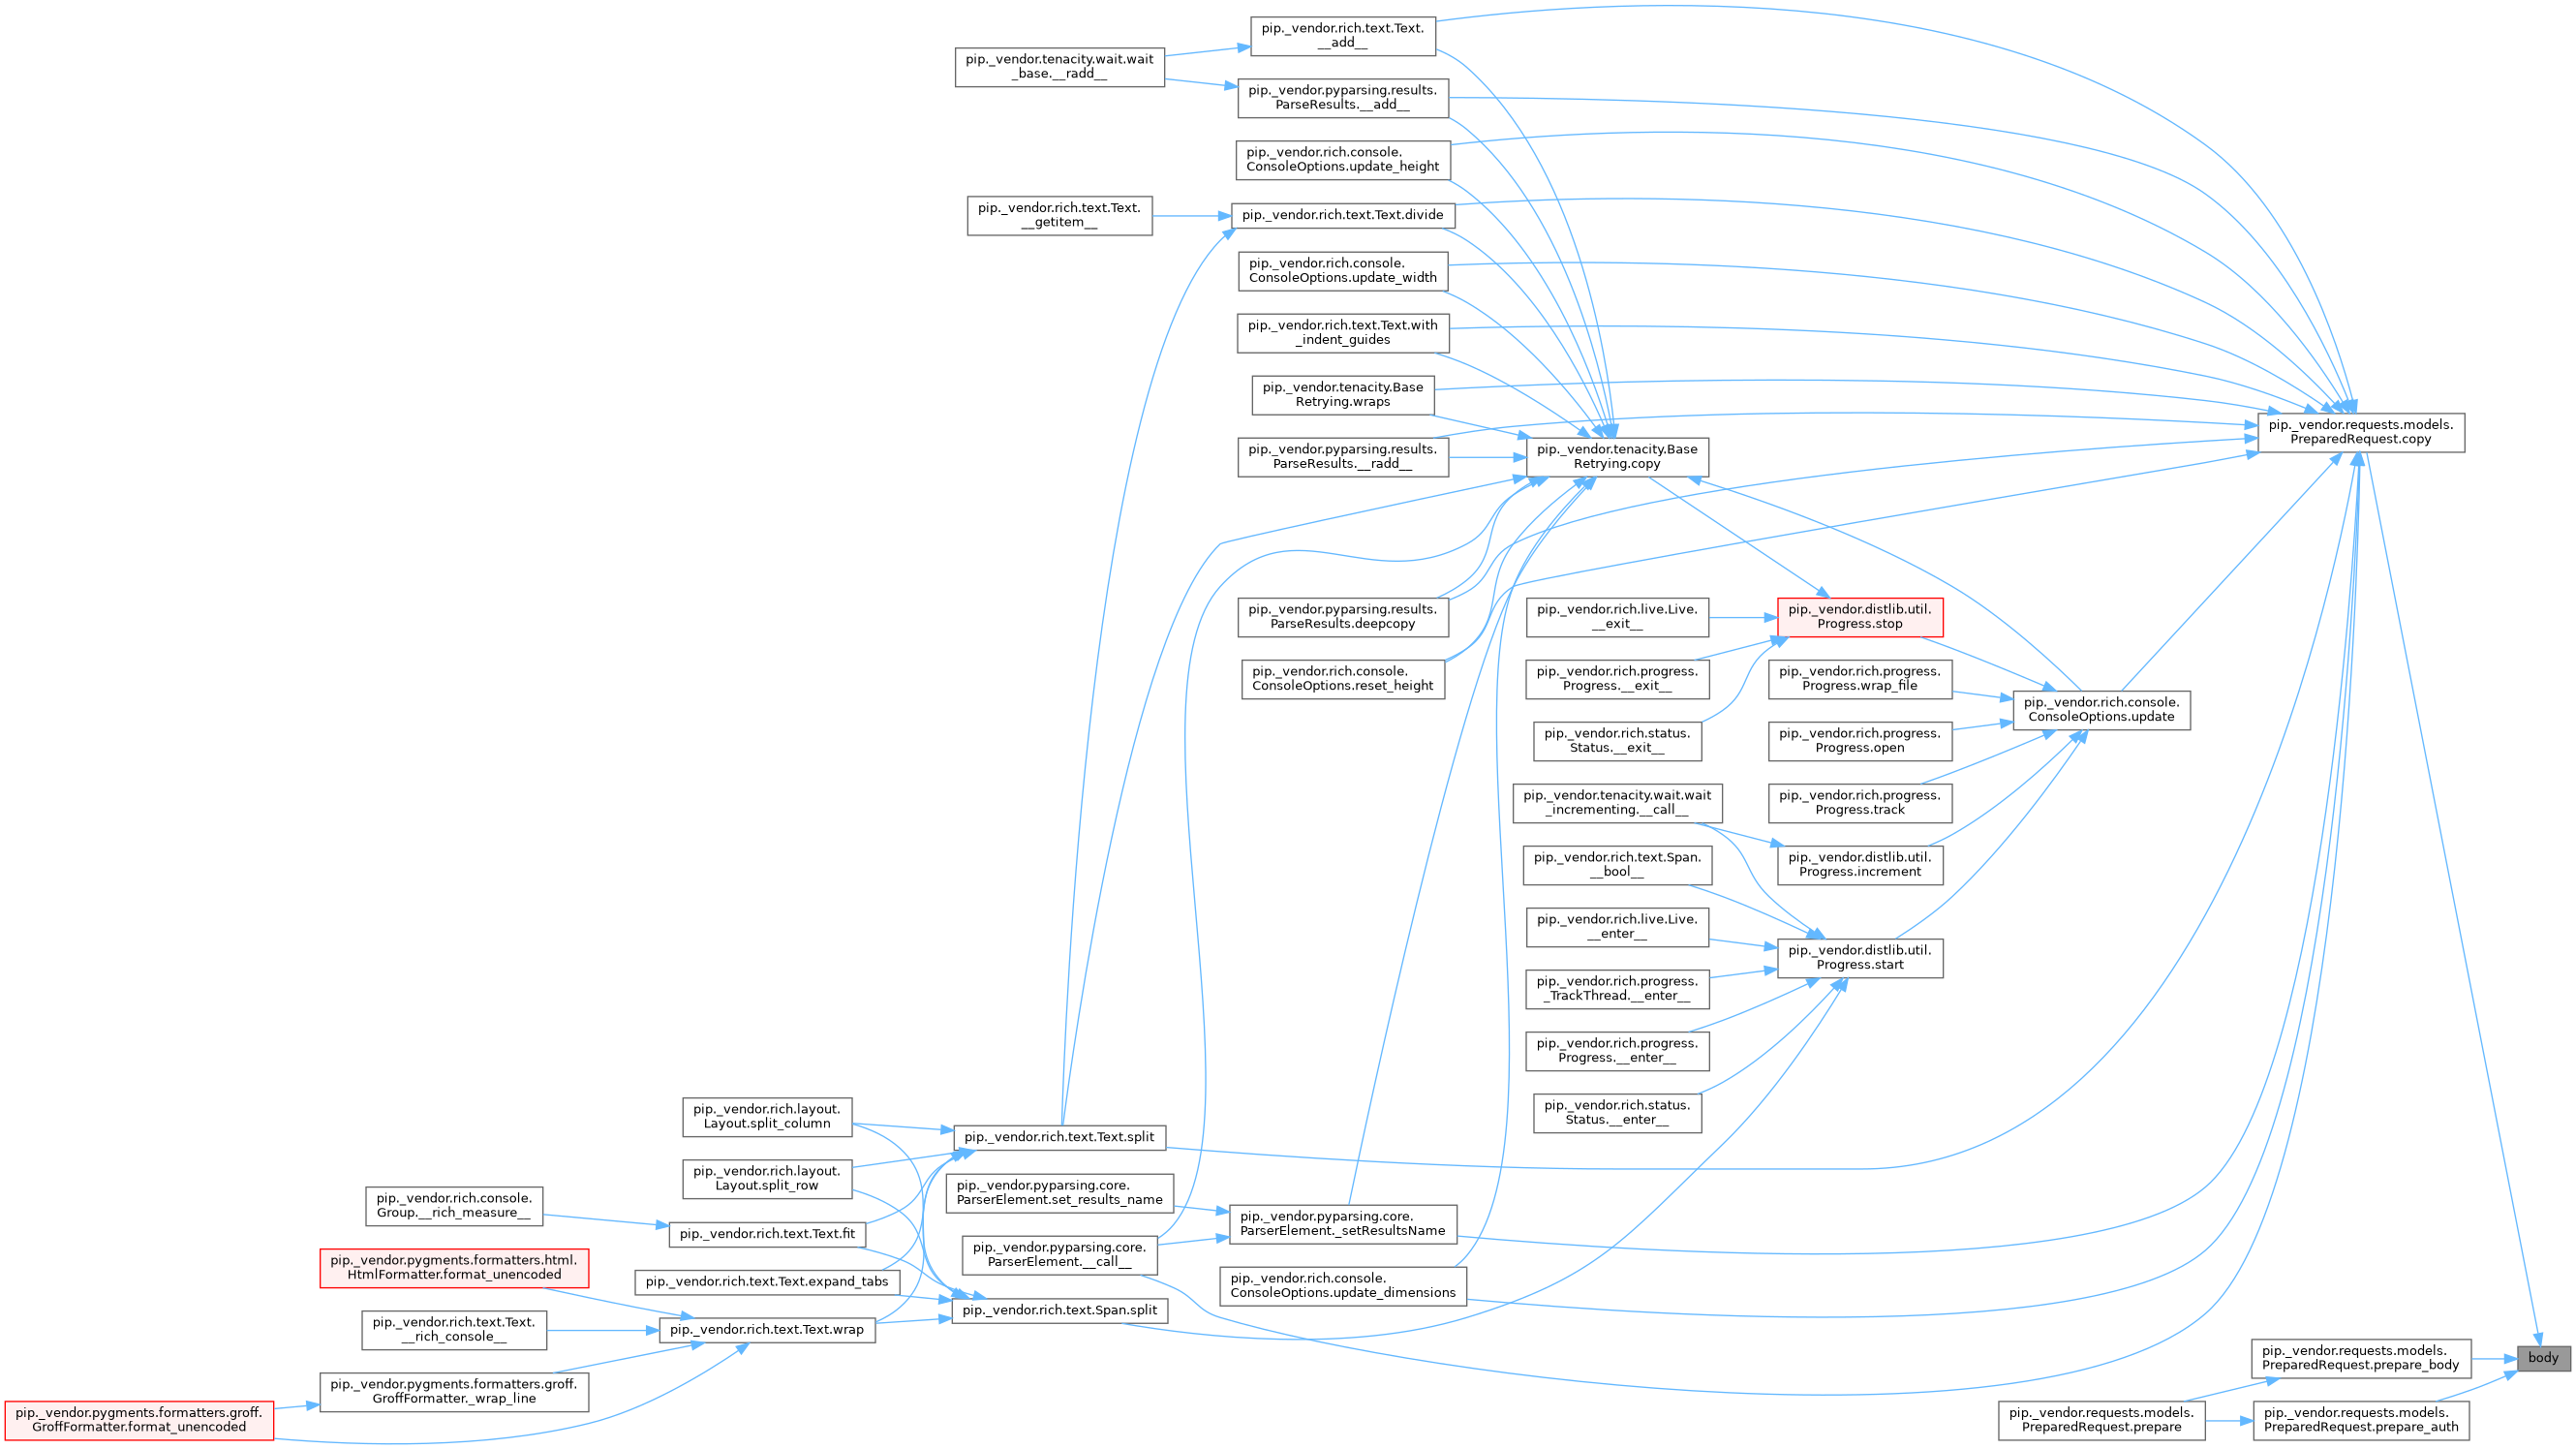 pip._vendor.rich.text.Text.
__add__
pip._vendor.tenacity.wait.wait
_base.__radd__
pip._vendor.pyparsing.results.
ParseResults.__add__
pip._vendor.rich.console.
ConsoleOptions.update_height
pip._vendor.rich.text.Text.
__getitem__
pip._vendor.rich.text.Text.divide
pip._vendor.rich.console.
ConsoleOptions.update_width
pip._vendor.rich.text.Text.with
_indent_guides
pip._vendor.tenacity.Base
Retrying.wraps
pip._vendor.requests.models.
PreparedRequest.copy
pip._vendor.pyparsing.results.
ParseResults.__radd__
pip._vendor.tenacity.Base
Retrying.copy
pip._vendor.pyparsing.results.
ParseResults.deepcopy
pip._vendor.rich.live.Live.
__exit__
pip._vendor.distlib.util.
Progress.stop
pip._vendor.rich.console.
ConsoleOptions.reset_height
pip._vendor.rich.progress.
Progress.__exit__
pip._vendor.rich.progress.
Progress.wrap_file
pip._vendor.rich.console.
ConsoleOptions.update
pip._vendor.rich.status.
Status.__exit__
pip._vendor.rich.progress.
Progress.open
pip._vendor.tenacity.wait.wait
_incrementing.__call__
pip._vendor.rich.progress.
Progress.track
pip._vendor.rich.text.Span.
__bool__
pip._vendor.distlib.util.
Progress.increment
pip._vendor.rich.live.Live.
__enter__
pip._vendor.distlib.util.
Progress.start
pip._vendor.rich.progress.
_TrackThread.__enter__
pip._vendor.rich.progress.
Progress.__enter__
pip._vendor.rich.status.
Status.__enter__
pip._vendor.rich.layout.
Layout.split_column
pip._vendor.rich.text.Text.split
pip._vendor.rich.layout.
Layout.split_row
pip._vendor.pyparsing.core.
ParserElement.set_results_name
pip._vendor.rich.console.
Group.__rich_measure__
pip._vendor.rich.text.Text.fit
pip._vendor.pyparsing.core.
ParserElement._setResultsName
pip._vendor.pyparsing.core.
ParserElement.__call__
pip._vendor.pygments.formatters.html.
HtmlFormatter.format_unencoded
pip._vendor.rich.text.Text.expand_tabs
pip._vendor.rich.console.
ConsoleOptions.update_dimensions
pip._vendor.rich.text.Span.split
pip._vendor.rich.text.Text.
__rich_console__
pip._vendor.rich.text.Text.wrap
pip._vendor.requests.models.
PreparedRequest.prepare_body
body
pip._vendor.pygments.formatters.groff.
GroffFormatter._wrap_line
pip._vendor.pygments.formatters.groff.
GroffFormatter.format_unencoded
pip._vendor.requests.models.
PreparedRequest.prepare
pip._vendor.requests.models.
PreparedRequest.prepare_auth